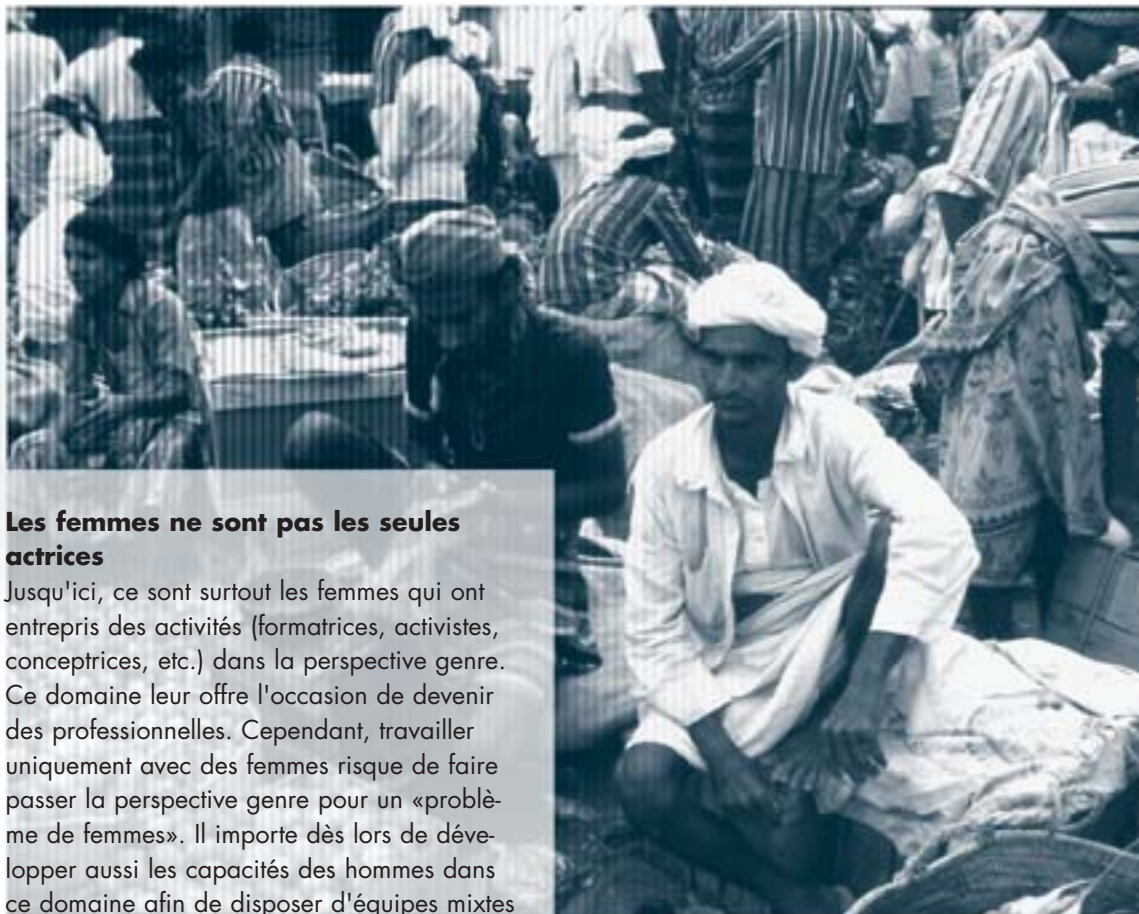 Les femmes ne sont pas les seules
actrices
Jusqu'ici, ce sont surtout les femmes qui ont
entrepris des activités (formatrices, activistes,
conceptrices, etc.) dans la perspective genre.
Ce domaine leur offre l'occasion de devenir
des professionnelles. Cependant, travailler
uniquement avec des femmes risque de faire
passer la perspective genre pour un «problè-
me de femmes». Il importe dès lors de déve-
lopper aussi les capacités des hommes dans
ce domaine afin de disposer d'équipes mixtes